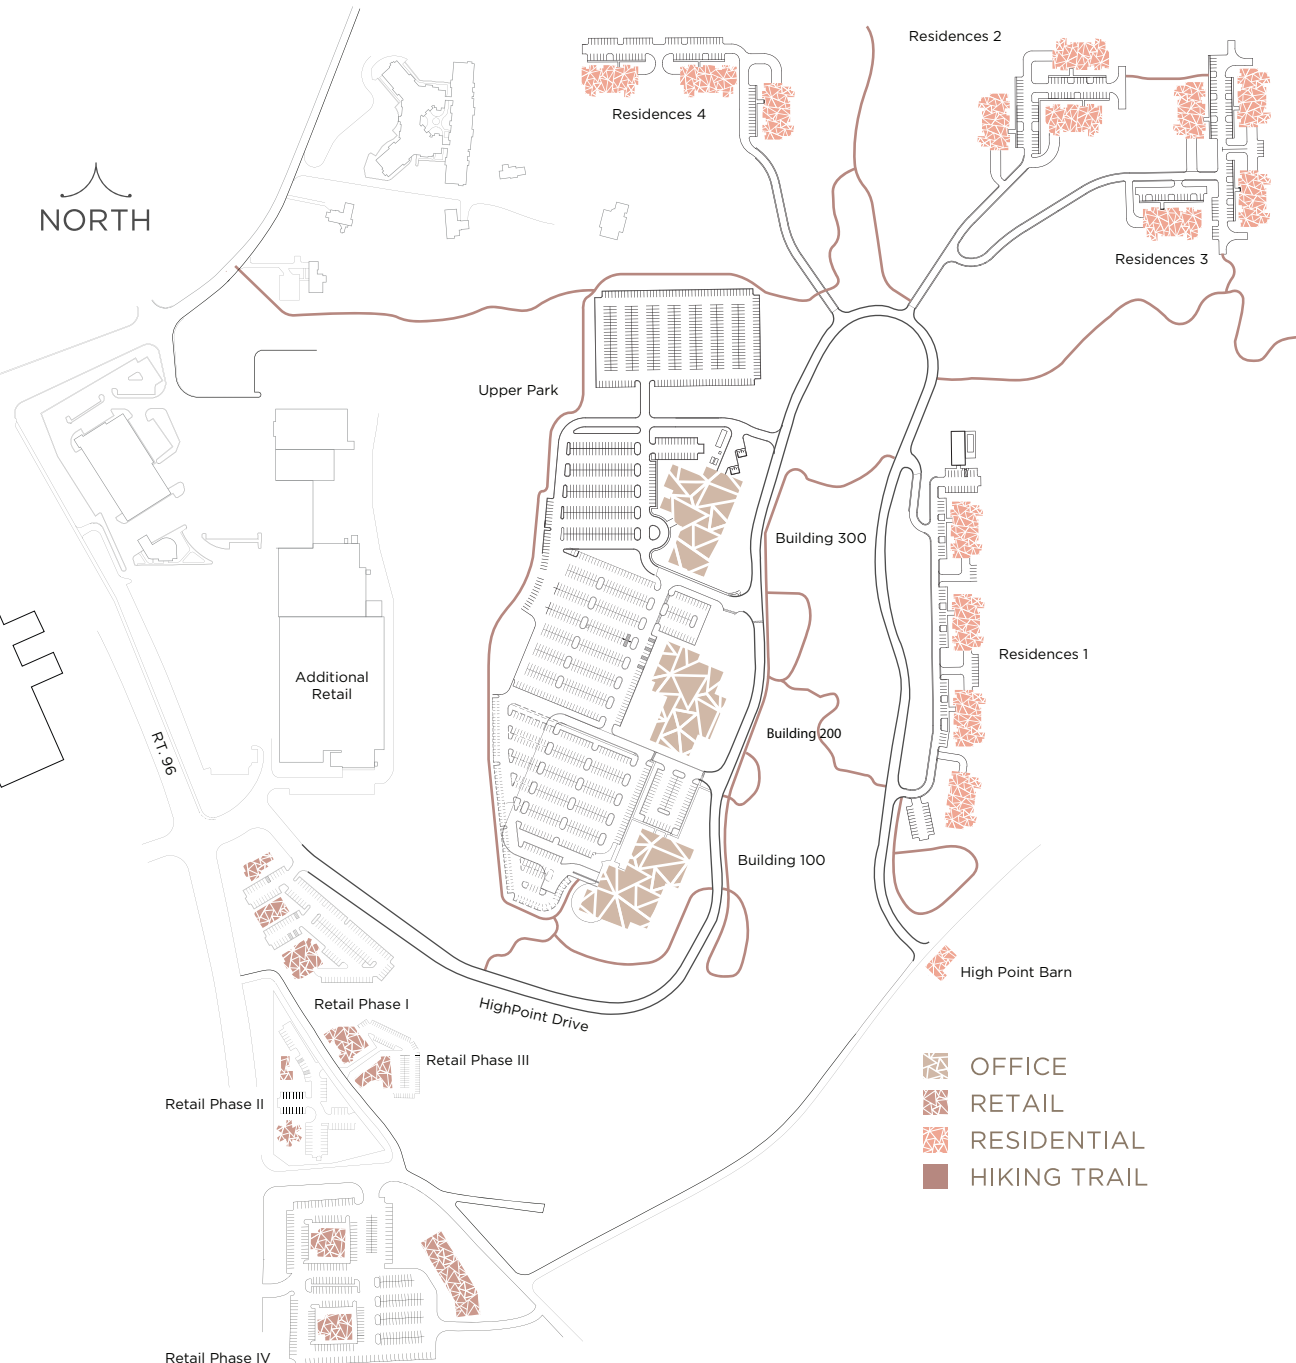 Residences 2
Residences 4
NORTH
Residences 3
Upper Park
Building 300
Residences 1
Additional
Retail
RT. 96
Building 200
Building 100
High Point Barn
Retail Phase I
HighPoint Drive
Retail Phase III
OFFICE
Retail Phase II
RETAIL
RESIDENTIAL
HIKING TRAIL
Retail Phase IV